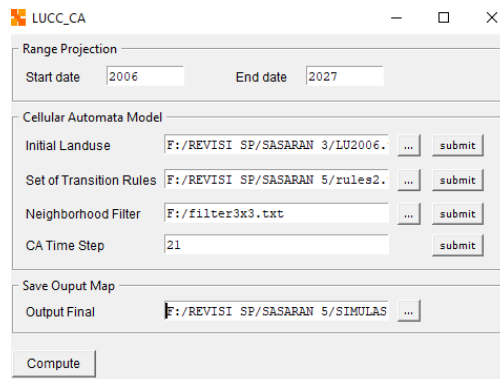 LUCC_CA
Range Projection
Start date 2006 End date 2027
Cellular Automata Model
Initial Landuse F:/REVISI SP/SASARAN 3/LU2006. ... submit
Set of Transition Rules F:/REVISI SP/SASARAN 5/rules2. ... submit
Neighborhood Filter F:/filter3x3.txt ... submit
CA Time Step 21 submit
Save Ouput Map
Output Final F:/REVISI SP/SASARAN 5/SIMULAS ...
Compute